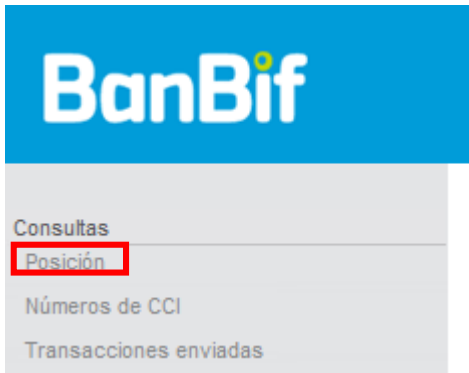 BanBif
Consultas
Posición
Números de CCI
Transacciones enviadas